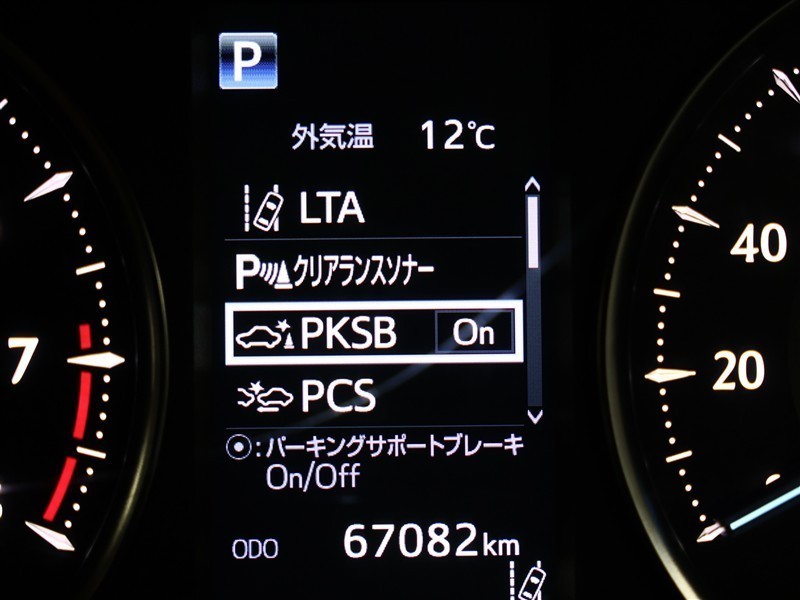 P
外気温 12℃
LTA
Pクリアランスソナー
PKSB On
PCS
:パーキングサポートブレーキ
On/Off
ODO 67082km
7
40
20